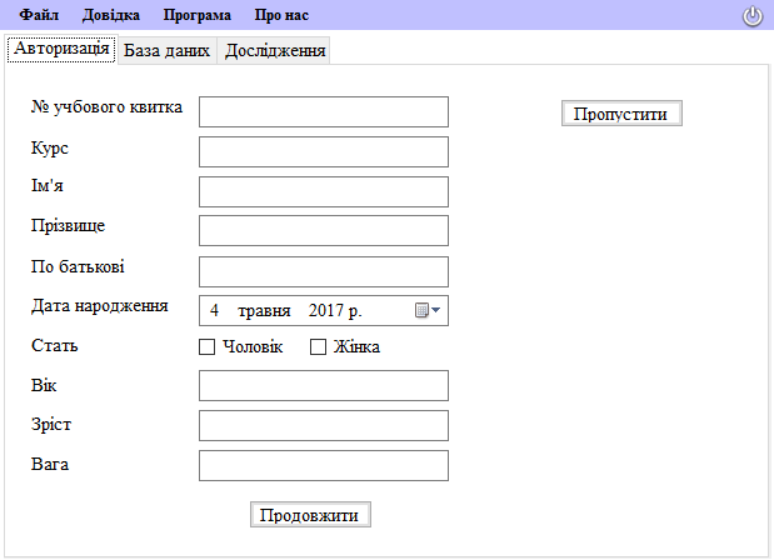 Файл Довідка Програма Про нас
Авторизація База даних Дослідження
№ учбового квитка
Пропустити
Курс
Ім'я
Прізвище
По батькові
Дата народження 4 травня 2017 р.
Стать Чоловік Жінка
Вік
Зріст
Вага
Продовжити